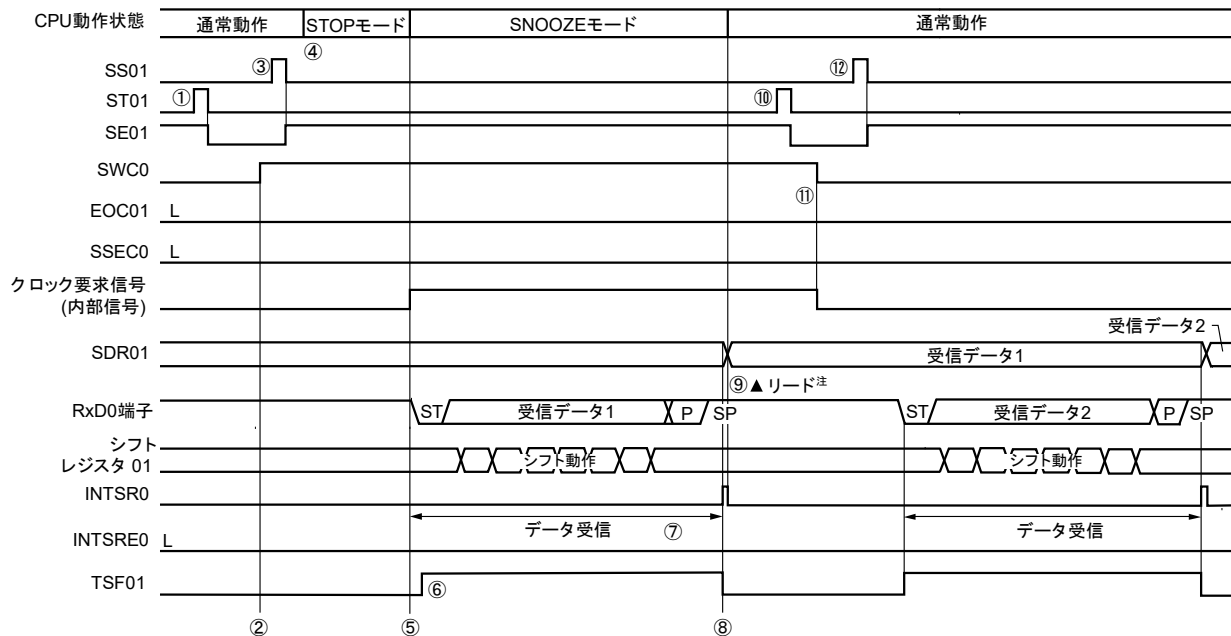 CPU動作状態 通常動作 STOPモード SNOOZEモード 通常動作
④
SS01 ③ ⑫
ST01 ① ⑩
SE01
SWC0
⑪
EOC01 L
SSEC0 L
クロック要求信号
(内部信号)
受信データ2
SDR01 受信データ1
⑨▲リード注
RxD0端子 ST 受信データ1 P SP ST 受信データ2 P SP
シフト
レジスタ 01 シフト動作 シフト動作
INTSR0
データ受信 ⑦ データ受信
INTSRE0 L
TSF01 ⑥
② ⑤ ⑧